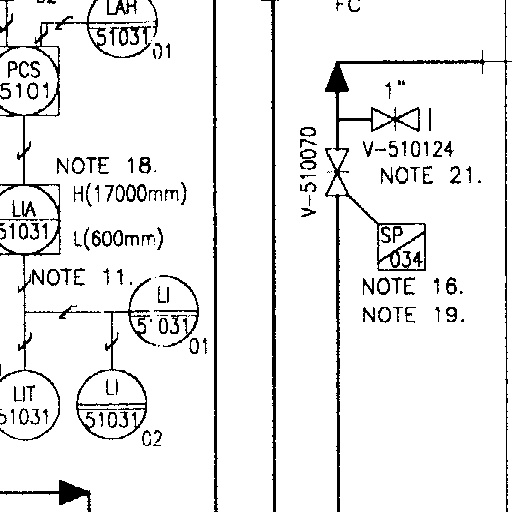 LAH
51031
01
PCS
5101
NOTE 18.
H(17000mm)
LIA
51031
L(600mm)
NOTE 11.
LI
5 031
01
LIT
51031
LI
51031
02
FC
1"
V-510124
NOTE 21.
V-510070
SP
034
NOTE 16.
NOTE 19.